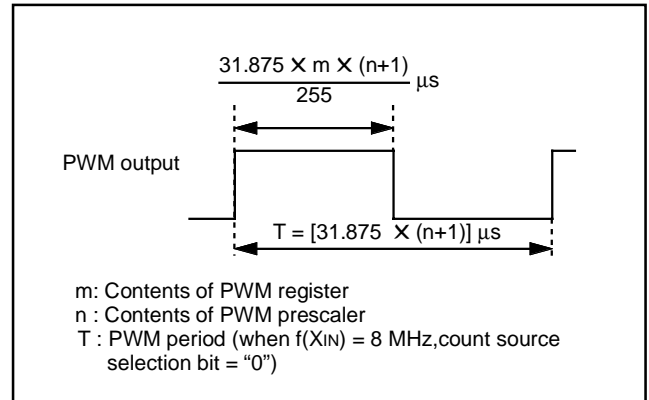 31.875 × m × (n+1)
255
μs
PWM output
T = [31.875 × (n+1)] μs
m: Contents of PWM register
n : Contents of PWM prescaler
T : PWM period (when f(XIN) = 8 MHz,count source
selection bit = “0”)